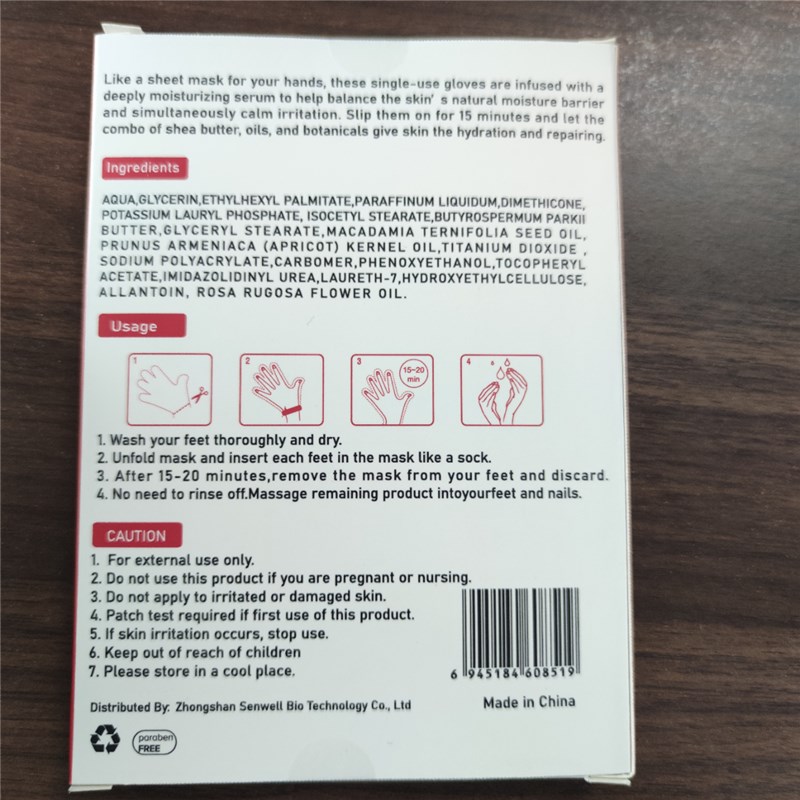 Like a sheet mask for your hands, these single-use gloves are infused with a
deeply moisturizing serum to help balance the skin' s natural moisture barrier
and simultaneously calm irritation. Slip them on for 15 minutes and let the
combo of shea butter, oils, and botanicals give skin the hydration and repairing.
Ingredients
AQUA,GLYCERIN,ETHYLHEXYL PALMITATE,PARAFFINUM LIQUIDUM,DIMETHICONE,
POTASSIUM LAURYL PHOSPHATE, ISOCETYL STEARATE,BUTYROSPERMUM PARKII
BUTTER,GLYCERYL STEARATE,MACADAMIA TERNIFOLIA SEED OIL,
PRUNUS ARMENIACA (APRICOT) KERNEL OIL,TITANIUM DIOXIDE ,
SODIUM POLYACRYLATE,CARBOMER,PHENOXYETHANOL,TOCOPHERYL
ACETATE,IMIDAZOLIDINYL UREA,LAURETH-7,HYDROXYETHYLCELLULOSE,
ALLANTOIN, ROSA RUGOSA FLOWER OIL.
Usage
1
2
3
15-20
min
4
1. Wash your feet thoroughly and dry.
2. Unfold mask and insert each feet in the mask like a sock.
3. After 15-20 minutes,remove the mask from your feet and discard.
4. No need to rinse off.Massage remaining product intoyourfeet and nails.
CAUTION
1. For external use only.
2. Do not use this product if you are pregnant or nursing.
3. Do not apply to irritated or damaged skin.
4. Patch test required if first use of this product.
5. If skin irritation occurs, stop use.
6. Keep out of reach of children
7. Please store in a cool place.
6 945184 608519
Distributed By: Zhongshan Senwell Bio Technology Co., Ltd
Made in China
paraben
FREE